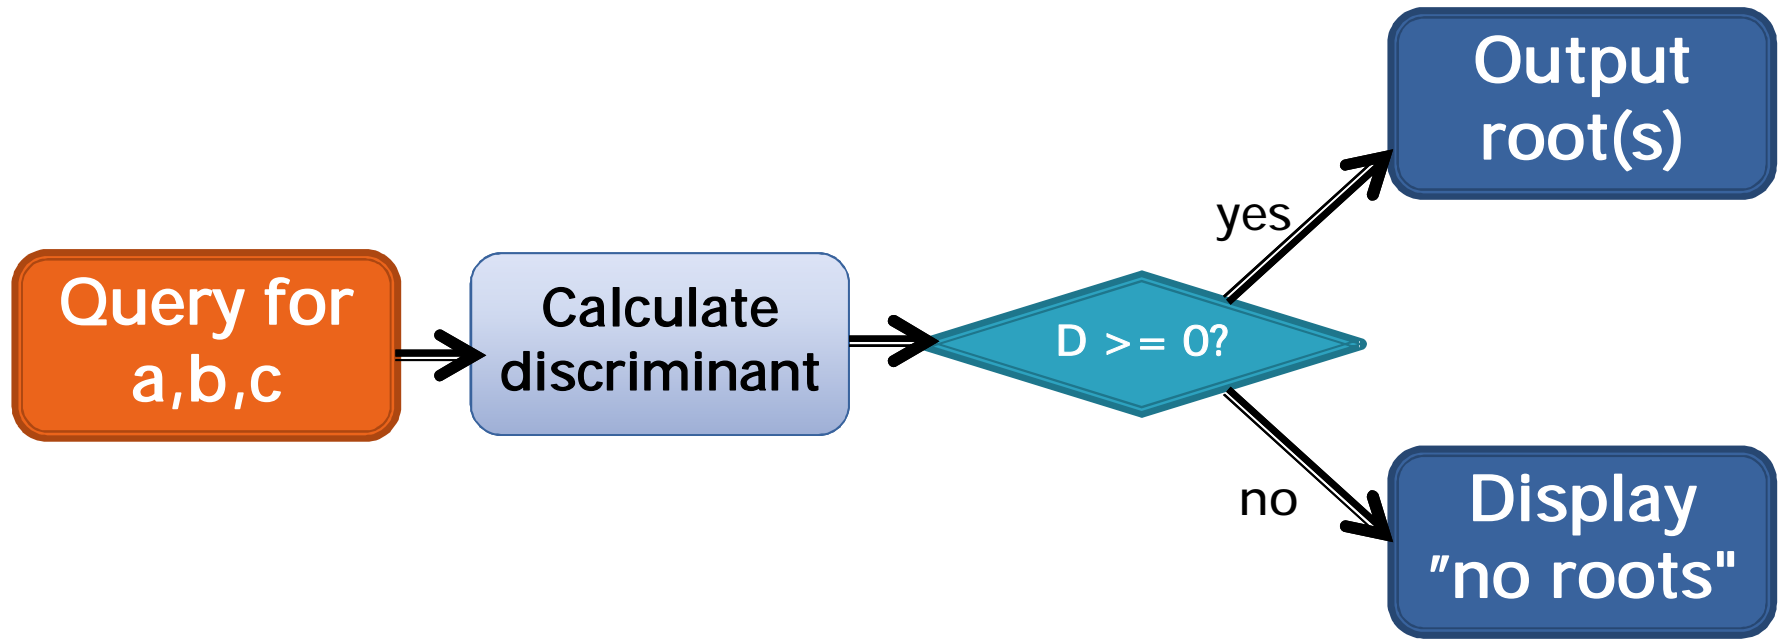 Query for
a,b,c
Calculate
discriminant
D >= 0?
yes
Output
root(s)
no
Display
"no roots"